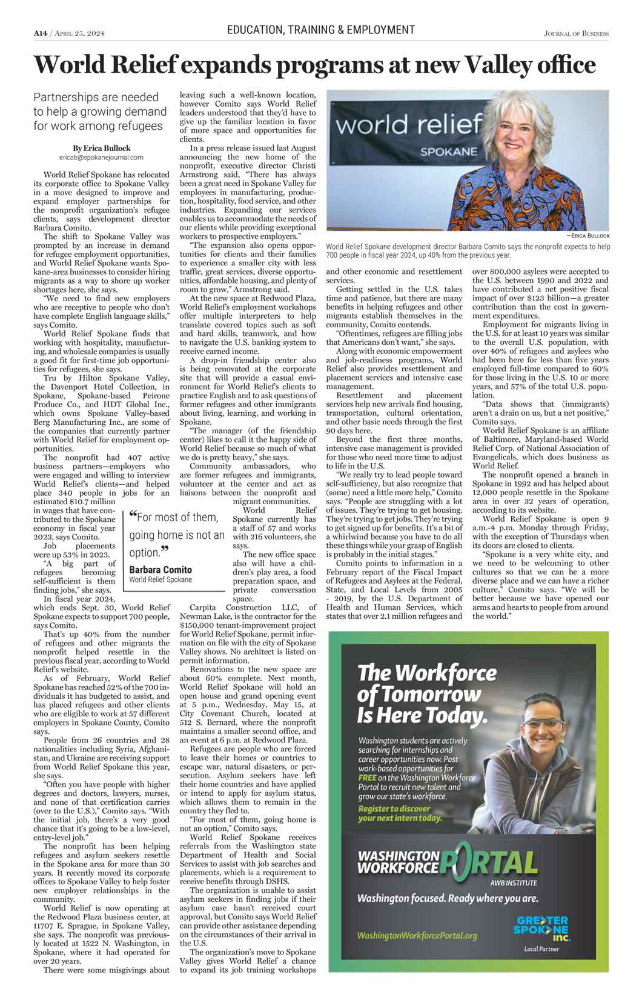 A14 / April 25, 2024
EDUCATION, TRAINING & EMPLOYMENT
Journal of Business
World Relief expands programs at new Valley office
Partnerships are needed
to help a growing demand
for work among refugees
By Erica Bullock
ericab@spokanejournal.com
World Relief Spokane has relocated
its corporate office to Spokane Valley
in a move designed to improve and
expand employer partnerships for
the nonprofit organization's refugee
clients, says development director
Barbara Comito.
The shift to Spokane Valley was
prompted by an increase in demand
for refugee employment opportunities,
and World Relief Spokane wants Spo-
kane-area businesses to consider hiring
migrants as a way to shore up worker
shortages here, she says.
“We need to find new employers
who are receptive to people who don't
have complete English language skills,”
says Comito.
World Relief Spokane finds that
working with hospitality, manufactur-
ing, and wholesale companies is usually
a good fit for first-time job opportuni-
ties for refugees, she says.
Tru by Hilton Spokane Valley,
the Davenport Hotel Collection, in
Spokane, Spokane-based Peirone
Produce Co., and HDT Global Inc.,
which owns Spokane Valley-based
Berg Manufacturing Inc., are some of
the companies that currently partner
with World Relief for employment op-
portunities.
The nonprofit had 407 active
business partners—employers who
were engaged and willing to interview
World Relief's clients—and helped
place 340 people in jobs for an
estimated $10.7 million
in wages that have con-
tributed to the Spokane
economy in fiscal year
2023, says Comito.
Job placements
were up 53% in 2023.
“A big part of
refugees becoming
self-sufficient is them
finding jobs,” she says.
In fiscal year 2024,
which ends Sept. 30, World Relief
Spokane expects to support 700 people,
says Comito.
That's up 40% from the number
of refugees and other migrants the
nonprofit helped resettle in the
previous fiscal year, according to World
Relief's website.
As of February, World Relief
Spokane has reached 52% of the 700 in-
dividuals it has budgeted to assist, and
has placed refugees and other clients
who are eligible to work at 57 different
employers in Spokane County, Comito
says.
People from 26 countries and 28
nationalities including Syria, Afghani-
stan, and Ukraine are receiving support
from World Relief Spokane this year,
she says.
“Often you have people with higher
degrees and doctors, lawyers, nurses,
and none of that certification carries
(over to the U.S.),” Comito says. “With
the initial job, there's a very good
chance that it's going to be a low-level,
entry-level job.”
The nonprofit has been helping
refugees and asylum seekers resettle
in the Spokane area for more than 30
years. It recently moved its corporate
offices to Spokane Valley to help foster
new employer relationships in the
community.
World Relief is now operating at
the Redwood Plaza business center, at
11707 E. Sprague, in Spokane Valley,
she says. The nonprofit was previous-
ly located at 1522 N. Washington, in
Spokane, where it had operated for
over 20 years.
There were some misgivings about
leaving such a well-known location,
however Comito says World Relief
leaders understood that they'd have to
give up the familiar location in favor
of more space and opportunities for
clients.
In a press release issued last August
announcing the new home of the
nonprofit, executive director Christi
Armstrong said, “There has always
been a great need in Spokane Valley for
employees in manufacturing, produc-
tion, hospitality, food service, and other
industries. Expanding our services
enables us to accommodate the needs of
our clients while providing exceptional
workers to prospective employers.”
“The expansion also opens oppor-
tunities for clients and their families
to experience a smaller city with less
traffic, great services, diverse opportu-
nities, affordable housing, and plenty of
room to grow,” Armstrong said.
At the new space at Redwood Plaza,
World Relief's employment workshops
offer multiple interpreters to help
translate covered topics such as soft
and hard skills, teamwork, and how
to navigate the U.S. banking system to
receive earned income.
A drop-in friendship center also
is being renovated at the corporate
site that will provide a casual envi-
ronment for World Relief's clients to
practice English and to ask questions of
former refugees and other immigrants
about living, learning, and working in
Spokane.
“The manager (of the friendship
center) likes to call it the happy side of
World Relief because so much of what
we do is pretty heavy,” she says.
Community ambassadors, who
are former refugees and immigrants,
volunteer at the center and act as
liaisons between the nonprofit and
migrant communities.
World Relief
Spokane currently has
a staff of 57 and works
with 216 volunteers, she
says.
The new office space
also will have a chil-
dren's play area, a food
preparation space, and
private conversation
space.
“For most of them,
going home is not an
option.”
Barbara Comito
World Relief Spokane
Carpita Construction LLC, of
Newman Lake, is the contractor for the
$150,000 tenant-improvement project
for World Relief Spokane, permit infor-
mation on file with the city of Spokane
Valley shows. No architect is listed on
permit information.
Renovations to the new space are
about 60% complete. Next month,
World Relief Spokane will hold an
open house and grand opening event
at 5 p.m., Wednesday, May 15, at
City Covenant Church, located at
512 S. Bernard, where the nonprofit
maintains a smaller second office, and
an event at 6 p.m. at Redwood Plaza.
Refugees are people who are forced
to leave their homes or countries to
escape war, natural disasters, or per-
secution. Asylum seekers have left
their home countries and have applied
or intend to apply for asylum status,
which allows them to remain in the
country they fled to.
“For most of them, going home is
not an option,” Comito says.
World Relief Spokane receives
referrals from the Washington state
Department of Health and Social
Services to assist with job searches and
placements, which is a requirement to
receive benefits through DSHS.
The organization is unable to assist
asylum seekers in finding jobs if their
asylum case hasn't received court
approval, but Comito says World Relief
can provide other assistance depending
on the circumstances of their arrival in
the U.S.
The organization's move to Spokane
Valley gives World Relief a chance
to expand its job training workshops
world relief
SPOKANE
—Erica Bullock
World Relief Spokane development director Barbara Comito says the nonprofit expects to help
700 people in fiscal year 2024, up 40% from the previous year.
and other economic and resettlement
services.
Getting settled in the U.S. takes
time and patience, but there are many
benefits in helping refugees and other
migrants establish themselves in the
community, Comito contends.
“Oftentimes, refugees are filling jobs
that Americans don't want,” she says.
Along with economic empowerment
and job-readiness programs, World
Relief also provides resettlement and
placement services and intensive case
management.
Resettlement and placement
services help new arrivals find housing,
transportation, cultural orientation,
and other basic needs through the first
90 days here.
Beyond the first three months,
intensive case management is provided
for those who need more time to adjust
to life in the U.S.
“We really try to lead people toward
self-sufficiency, but also recognize that
(some) need a little more help,” Comito
says. “People are struggling with a lot
of issues. They're trying to get housing.
They're trying to get jobs. They're trying
to get signed up for benefits. It's a bit of
a whirlwind because you have to do all
these things while your grasp of English
is probably in the initial stages.”
Comito points to information in a
February report of the Fiscal Impact
of Refugees and Asylees at the Federal,
State, and Local Levels from 2005
- 2019, by the U.S. Department of
Health and Human Services, which
states that over 2.1 million refugees and
over 800,000 asylees were accepted to
the U.S. between 1990 and 2022 and
have contributed a net positive fiscal
impact of over $123 billion—a greater
contribution than the cost in govern-
ment expenditures.
Employment for migrants living in
the U.S. for at least 10 years was similar
to the overall U.S. population, with
over 40% of refugees and asylees who
had been here for less than five years
employed full-time compared to 60%
for those living in the U.S. 10 or more
years, and 57% of the total U.S. popu-
lation.
“Data shows that (immigrants)
aren't a drain on us, but a net positive,”
Comito says.
World Relief Spokane is an affiliate
of Baltimore, Maryland-based World
Relief Corp. of National Association of
Evangelicals, which does business as
World Relief.
The nonprofit opened a branch in
Spokane in 1992 and has helped about
12,000 people resettle in the Spokane
area in over 32 years of operation,
according to its website.
World Relief Spokane is open 9
a.m.-4 p.m. Monday through Friday,
with the exception of Thursdays when
its doors are closed to clients.
“Spokane is a very white city, and
we need to be welcoming to other
cultures so that we can be a more
diverse place and we can have a richer
culture,” Comito says. “We will be
better because we have opened our
arms and hearts to people from around
the world.”
The Workforce
of Tomorrow
Is Here Today.
Washington students are actively
searching for internships and
career opportunities now. Post
work-based opportunities for
FREE on the Washington Workforce
Portal to recruit new talent and
grow our state's workforce.
Register to discover
your next intern today.
WASHINGTON
WORKFORCE PORTAL
AWB INSTITUTE
Washington focused. Ready where you are.
WashingtonWorkforcePortal.org
GREATER
SPOKANE
INC.
Local Partner